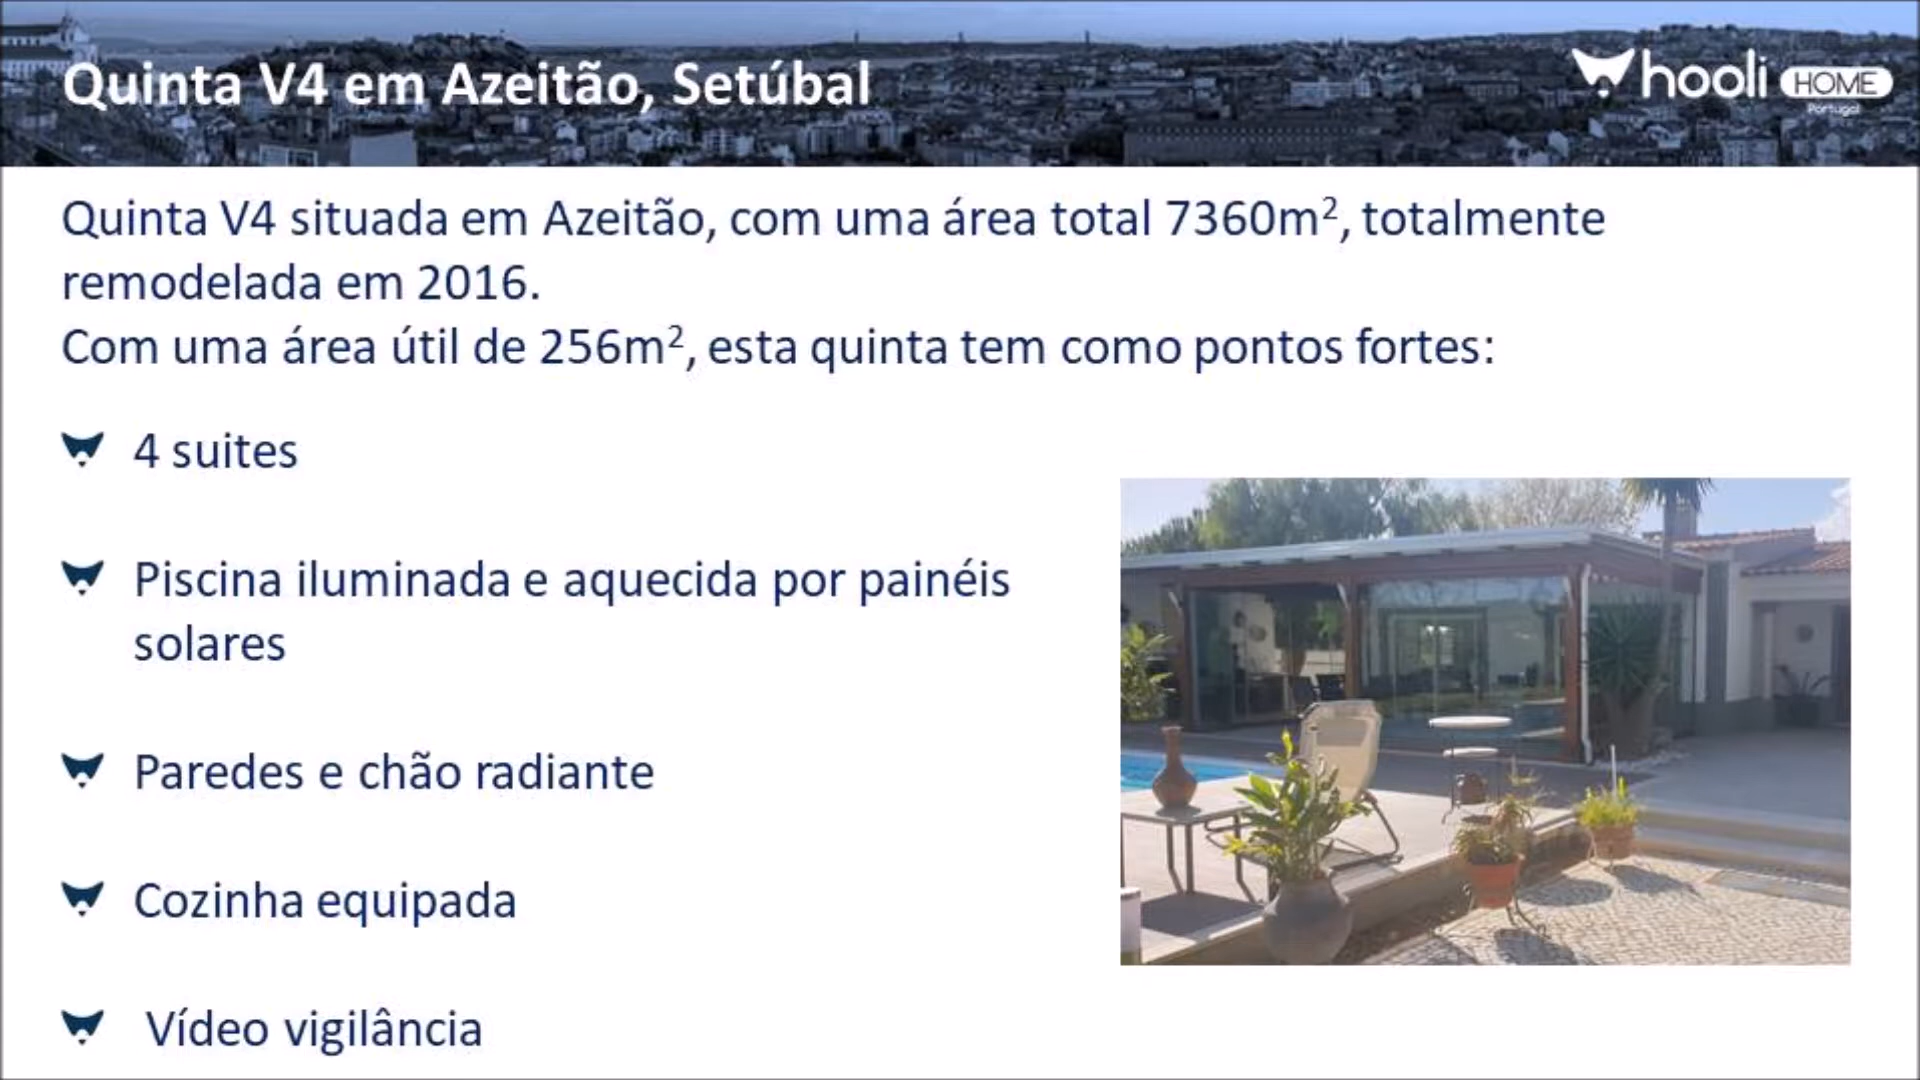 Quinta V4 em Azeitão, Setúbal
hooli HOME
Portugal
Quinta V4 situada em Azeitão, com uma área total 7360m², totalmente
remodelada em 2016.
Com uma área útil de 256m², esta quinta tem como pontos fortes:
4 suites
Piscina iluminada e aquecida por painéis
solares
Paredes e chão radiante
Cozinha equipada
Vídeo vigilância